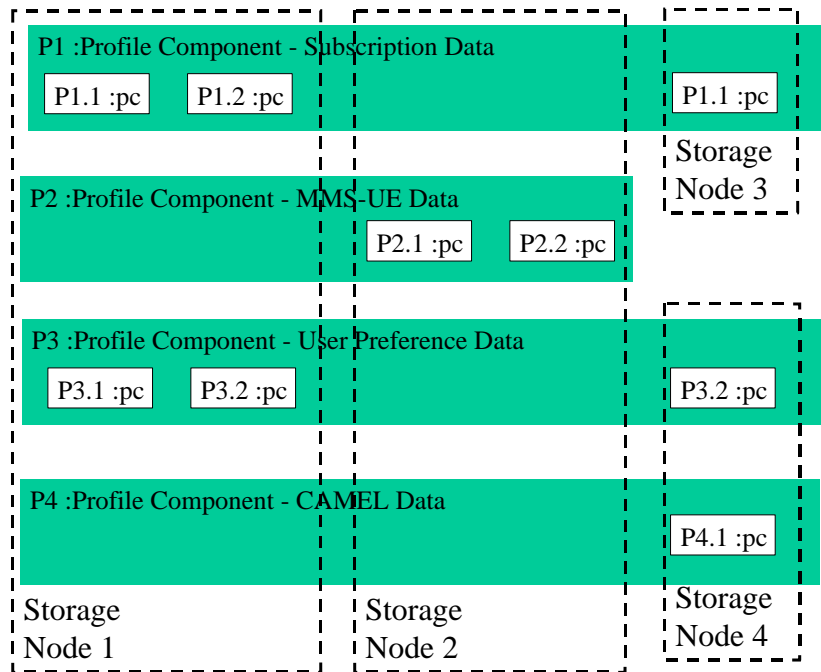 P1 :Profile Component - Subscription Data
P1.1 :pc
P1.2 :pc
P1.1 :pc
Storage
Node 3
P2 :Profile Component - MMS-UE Data
P2.1 :pc
P2.2 :pc
P3 :Profile Component - User Preference Data
P3.1 :pc
P3.2 :pc
P3.2 :pc
P4 :Profile Component - CAMEL Data
P4.1 :pc
Storage
Node 1
Storage
Node 2
Storage
Node 4